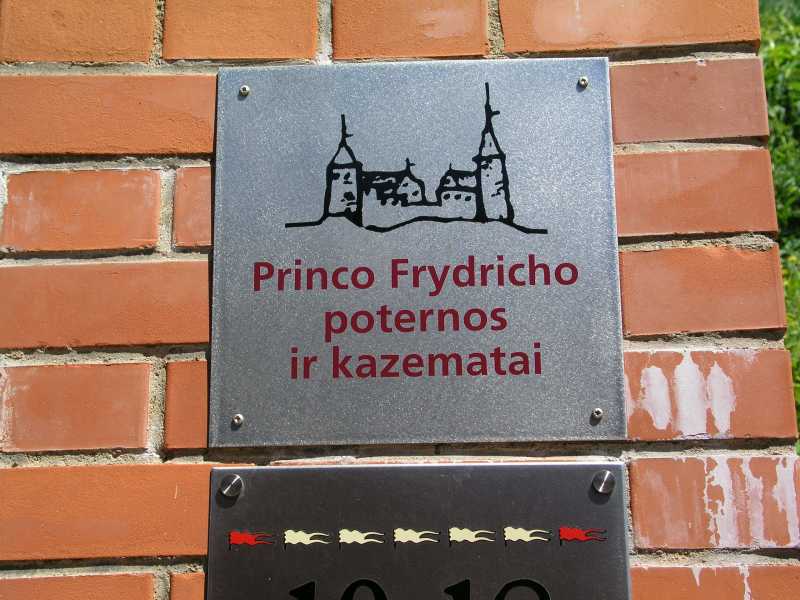 Princo Frydricho
poternos
ir kazematai